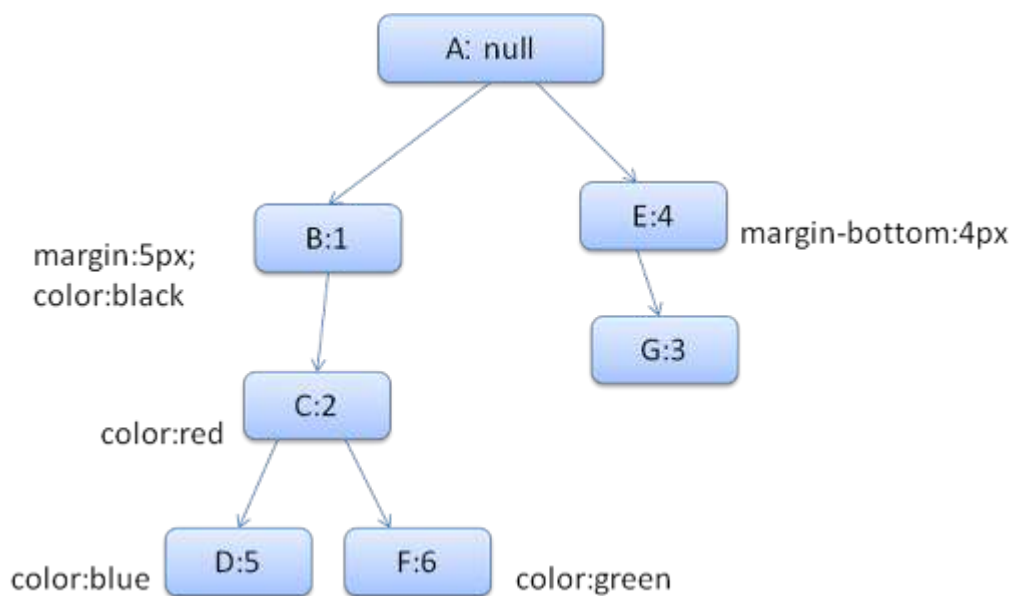 A: null
B:1
E:4
margin:5px;
color:black
margin-bottom:4px
G:3
C:2
color:red
D:5
F:6
color:blue
color:green